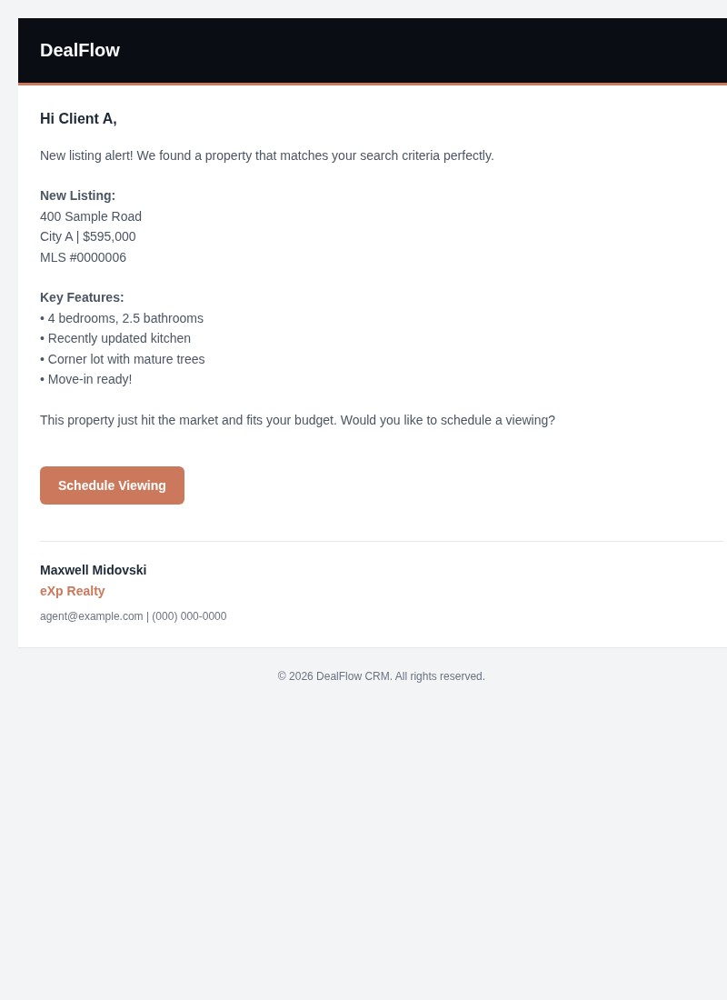 DealFlow
Hi Client A,
New listing alert! We found a property that matches your search criteria perfectly.
New Listing:
400 Sample Road
City A | $595,000
MLS #0000006
Key Features:
• 4 bedrooms, 2.5 bathrooms
• Recently updated kitchen
• Corner lot with mature trees
• Move-in ready!
This property just hit the market and fits your budget. Would you like to schedule a viewing?
Schedule Viewing
Maxwell Midovski
eXp Realty
agent@example.com | (000) 000-0000
© 2026 DealFlow CRM. All rights reserved.